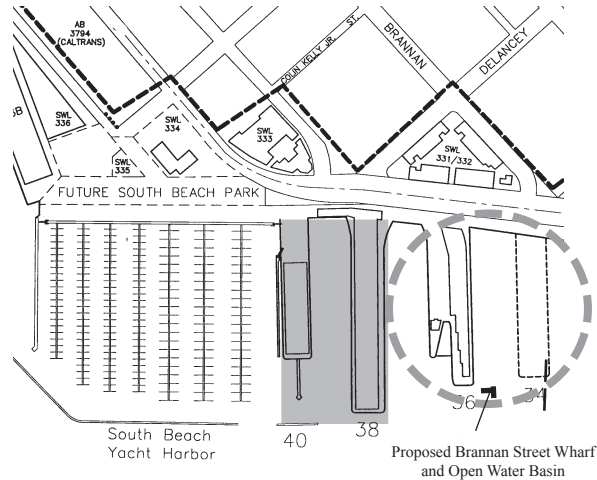 AB
3794
(CALTRANS)
COLIN KELLY JR ST.
BRANNAN
DELANCEY
SWL
336
SWL
334
SWL
333
SWL
335
SWL
331/332
FUTURE SOUTH BEACH PARK
36
34
38
40
South Beach
Yacht Harbor
Proposed Brannan Street Wharf
and Open Water Basin